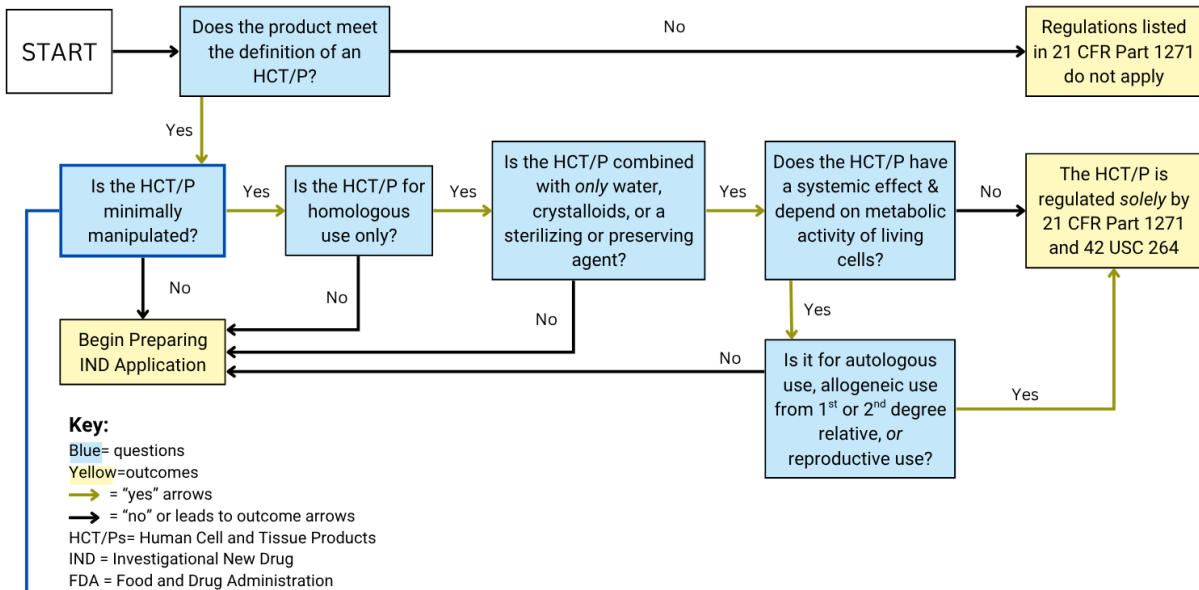 START
Does the product meet
the definition of an
HCT/P?
No
Regulations listed
in 21 CFR Part 1271
do not apply
Yes
Is the HCT/P
minimally
manipulated?
Yes
Is the HCT/P for
homologous
use only?
Yes
Is the HCT/P combined
with only water,
crystalloids, or a
sterilizing or preserving
agent?
Yes
Does the HCT/P have
a systemic effect &
depend on metabolic
activity of living
cells?
No
The HCT/P is
regulated solely by
21 CFR Part 1271
and 42 USC 264
No
No
No
Yes
Begin Preparing
IND Application
No
Is it for autologous
use, allogeneic use
from 1st or 2nd degree
relative, or
reproductive use?
Yes
Key:
Blue= questions
Yellow=outcomes
= “yes” arrows
= “no” or leads to outcome arrows
HCT/Ps= Human Cell and Tissue Products
IND = Investigational New Drug
FDA = Food and Drug Administration